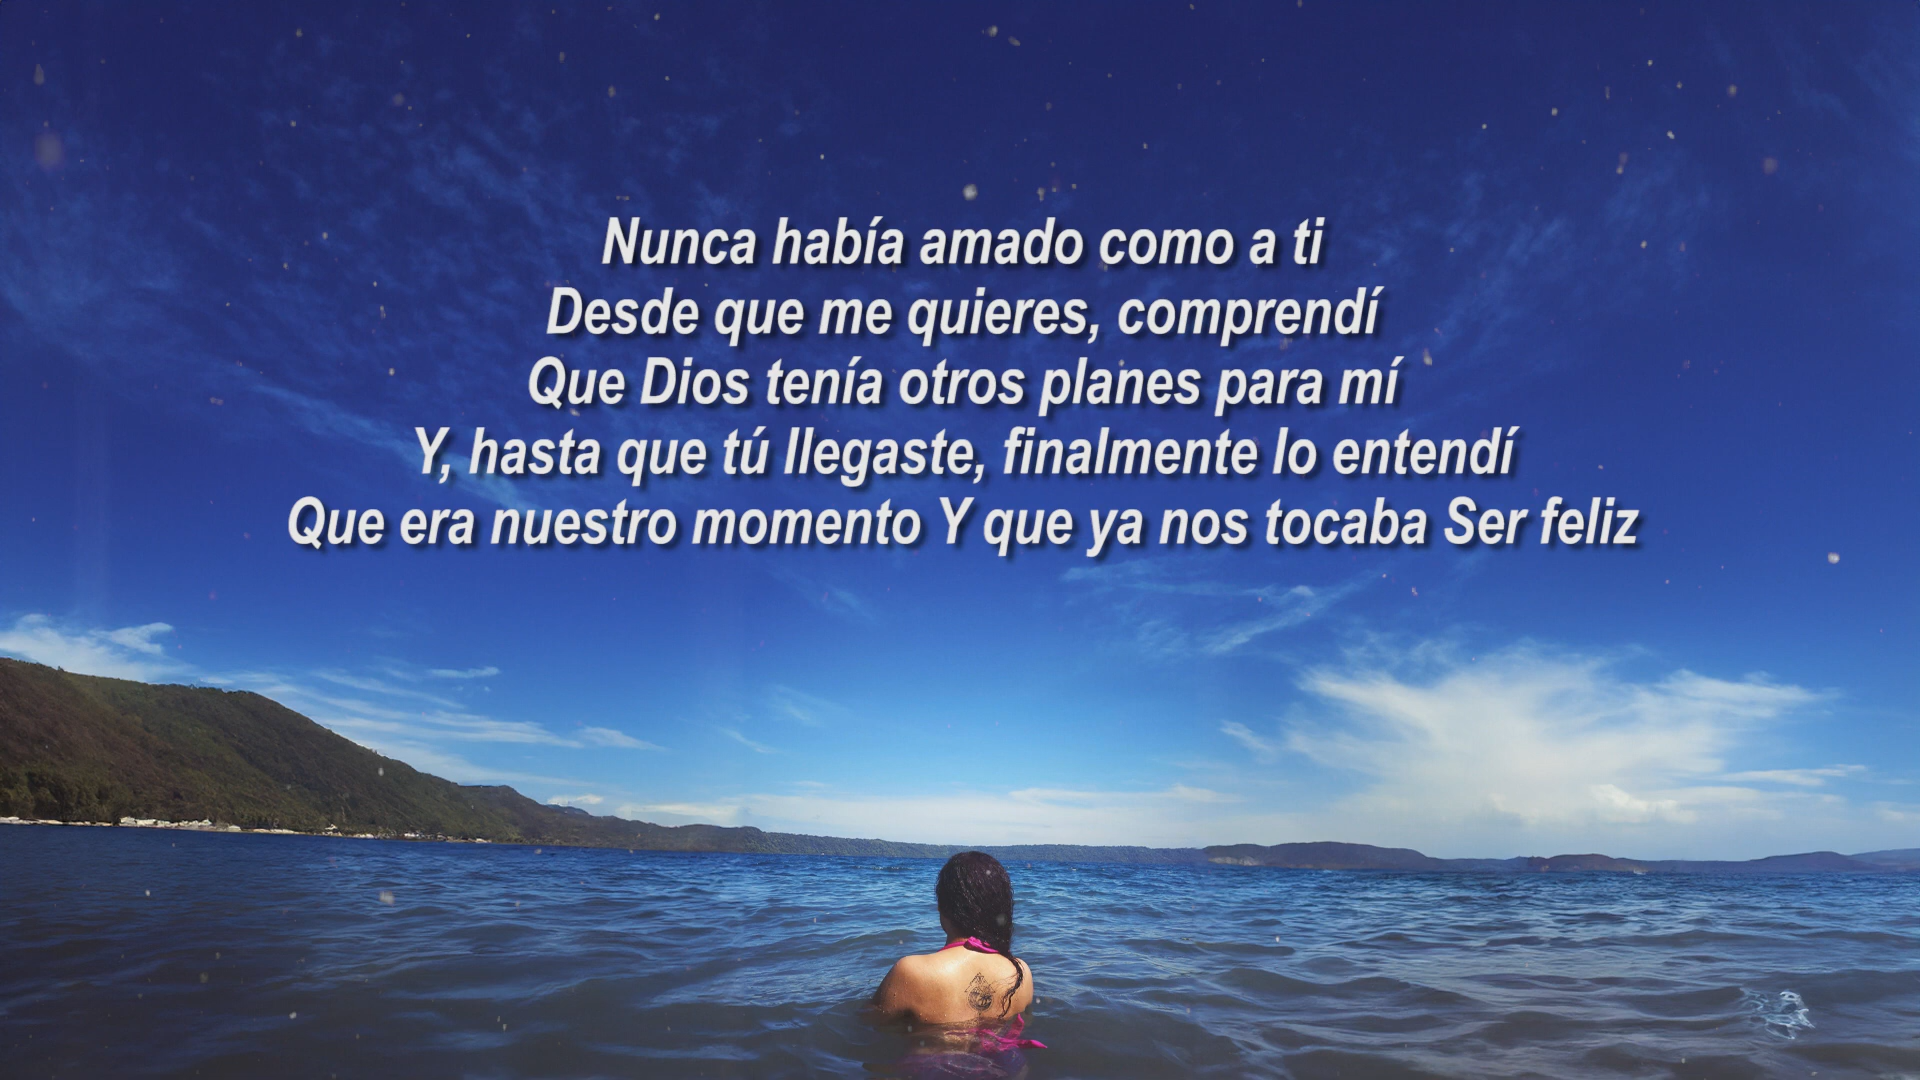 Nunca había amado como a ti
Desde que me quieres, comprendí
Que Dios tenía otros planes para mí
Y, hasta que tú llegaste, finalmente lo entendí
Que era nuestro momento Y que ya nos tocaba Ser feliz